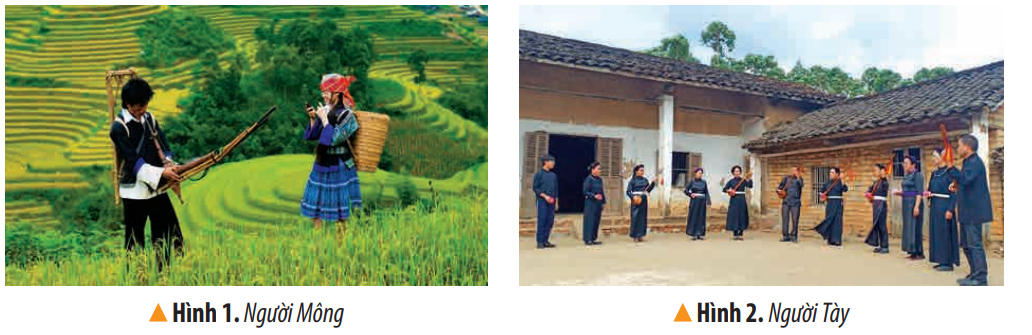 ▲ Hình 1. Người Mông
▲ Hình 2. Người Tày